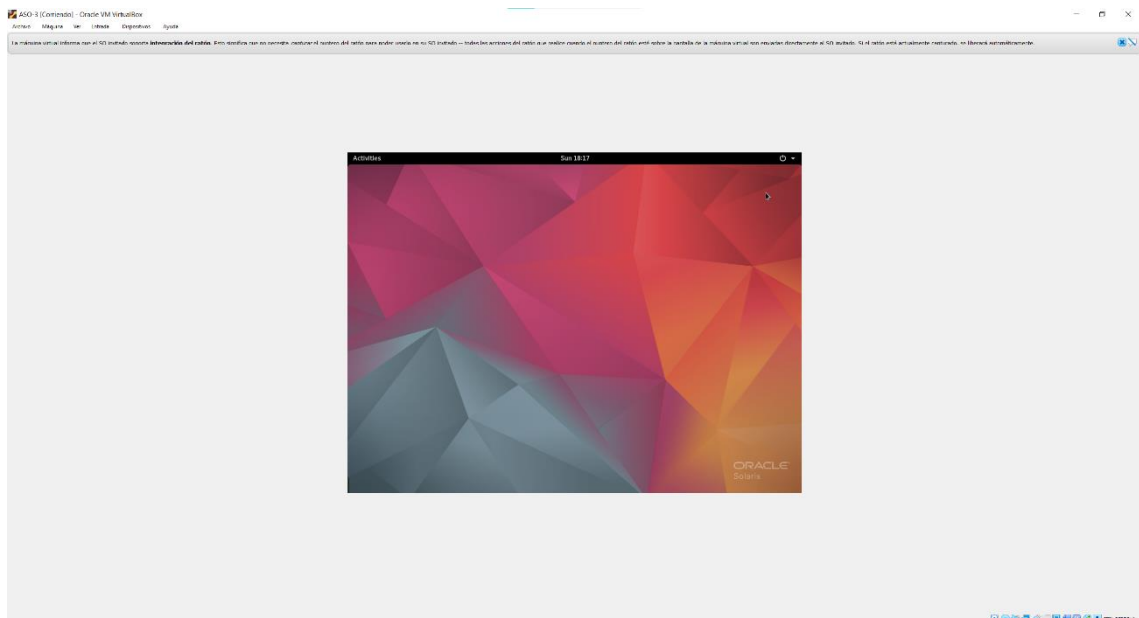 ASO-3 [Corriendo] - Oracle VM VirtualBox
Archivo Máquina Ver Entrada Dispositivos Ayuda
La máquina virtual informa que el SO invitado soporta integración del ratón. Esto significa que no necesita capturar el puntero del ratón para poder usarlo en su SO invitado -- todas las acciones del ratón que realice cuando el puntero del ratón esté sobre la pantalla de la máquina virtual son enviadas directamente al SO invitado. Si el ratón está actualmente capturado, se liberará automáticamente.
Activities Sun 18:17
ORACLE
Solaris